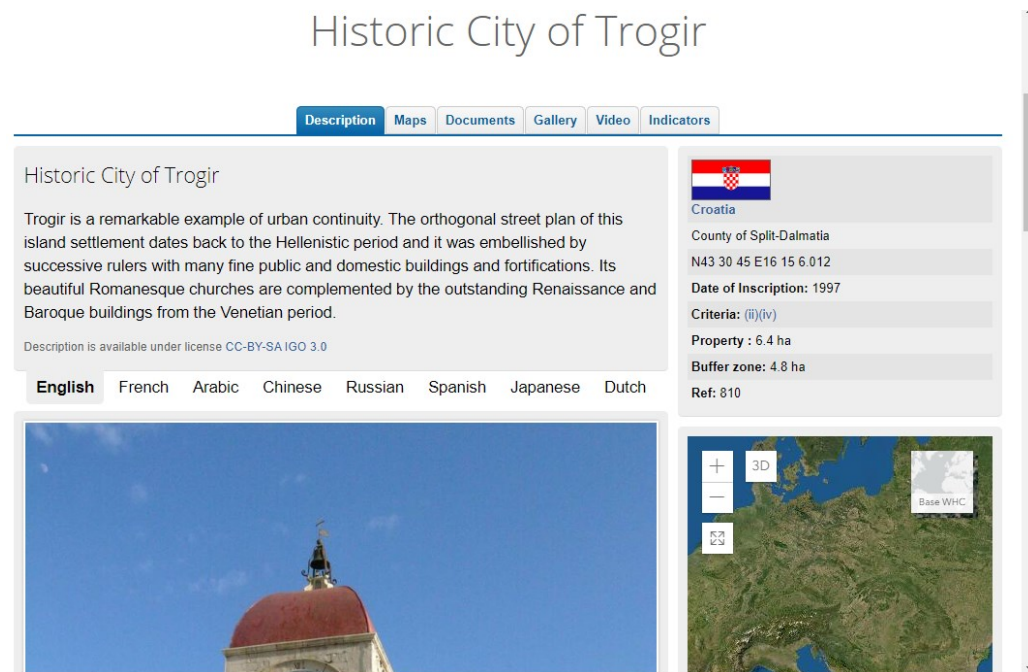 Historic City of Trogir
Description Maps Documents Gallery Video Indicators
Historic City of Trogir
Trogir is a remarkable example of urban continuity. The orthogonal street plan of this
island settlement dates back to the Hellenistic period and it was embellished by
successive rulers with many fine public and domestic buildings and fortifications. Its
beautiful Romanesque churches are complemented by the outstanding Renaissance and
Baroque buildings from the Venetian period.
Description is available under license CC-BY-SA IGO 3.0
English French Arabic Chinese Russian Spanish Japanese Dutch
Croatia
County of Split-Dalmatia
N43 30 45 E16 15 6.012
Date of Inscription: 1997
Criteria: (ii)(iv)
Property : 6.4 ha
Buffer zone: 4.8 ha
Ref: 810
+ 3D
−
Base WHC